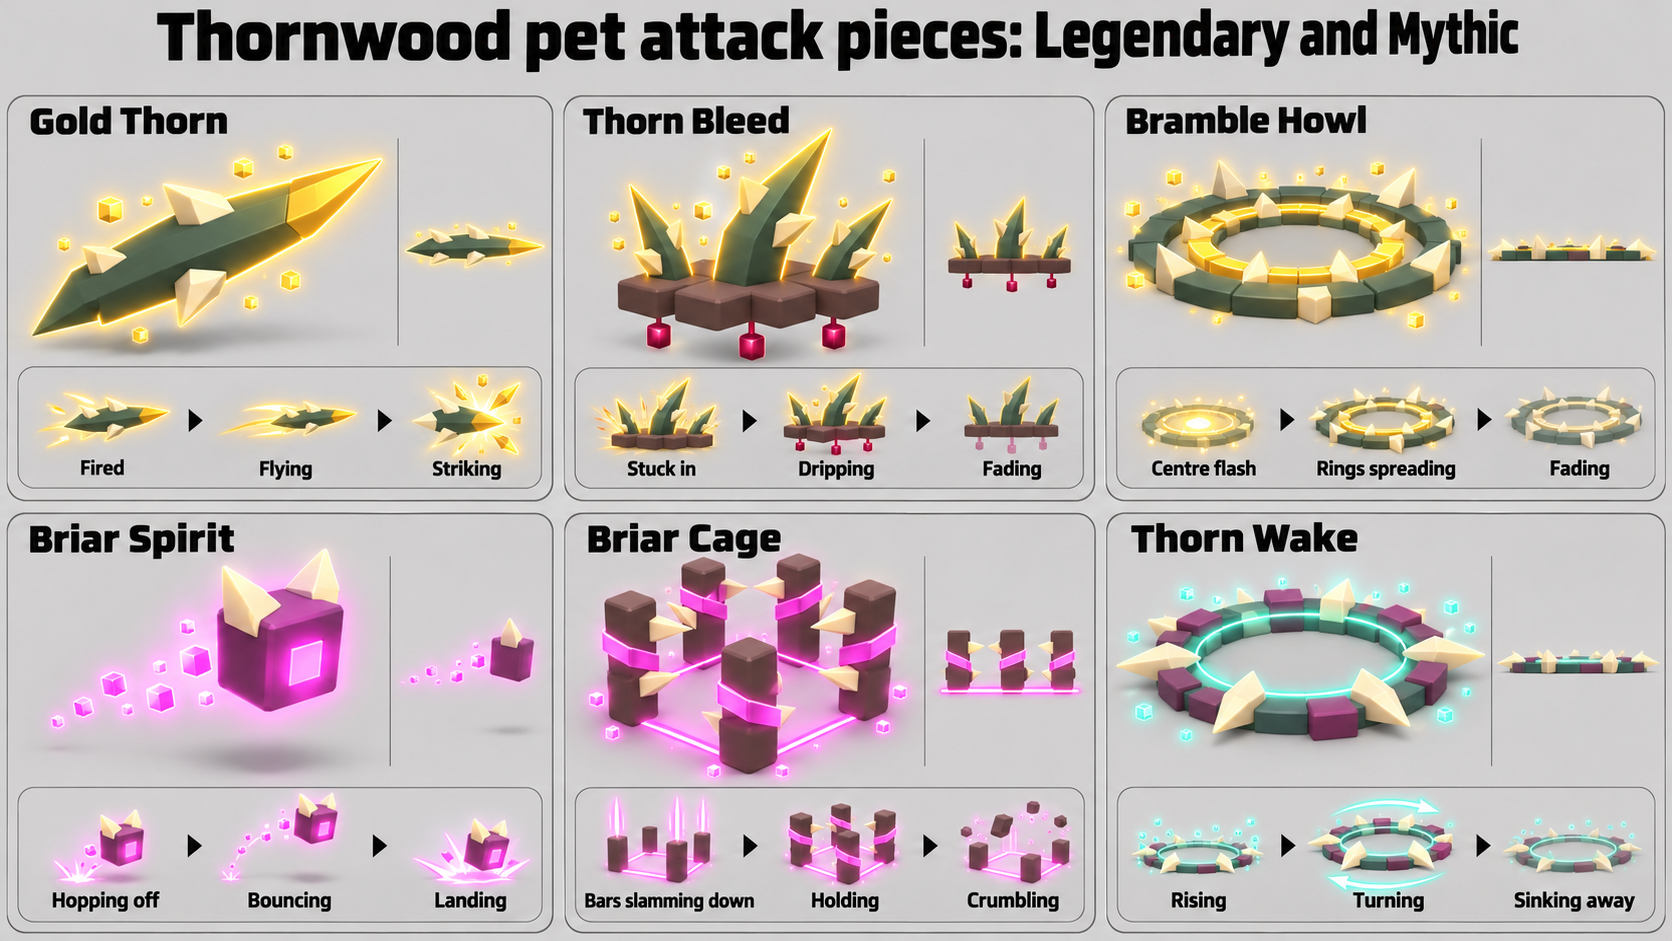 Thornwood pet attack pieces: Legendary and Mythic
Gold Thorn
Fired
Flying
Striking
Thorn Bleed
Stuck in
Dripping
Fading
Bramble Howl
Centre flash
Rings spreading
Fading
Briar Spirit
Hopping off
Bouncing
Landing
Briar Cage
Bars slamming down
Holding
Crumbling
Thorn Wake
Rising
Turning
Sinking away